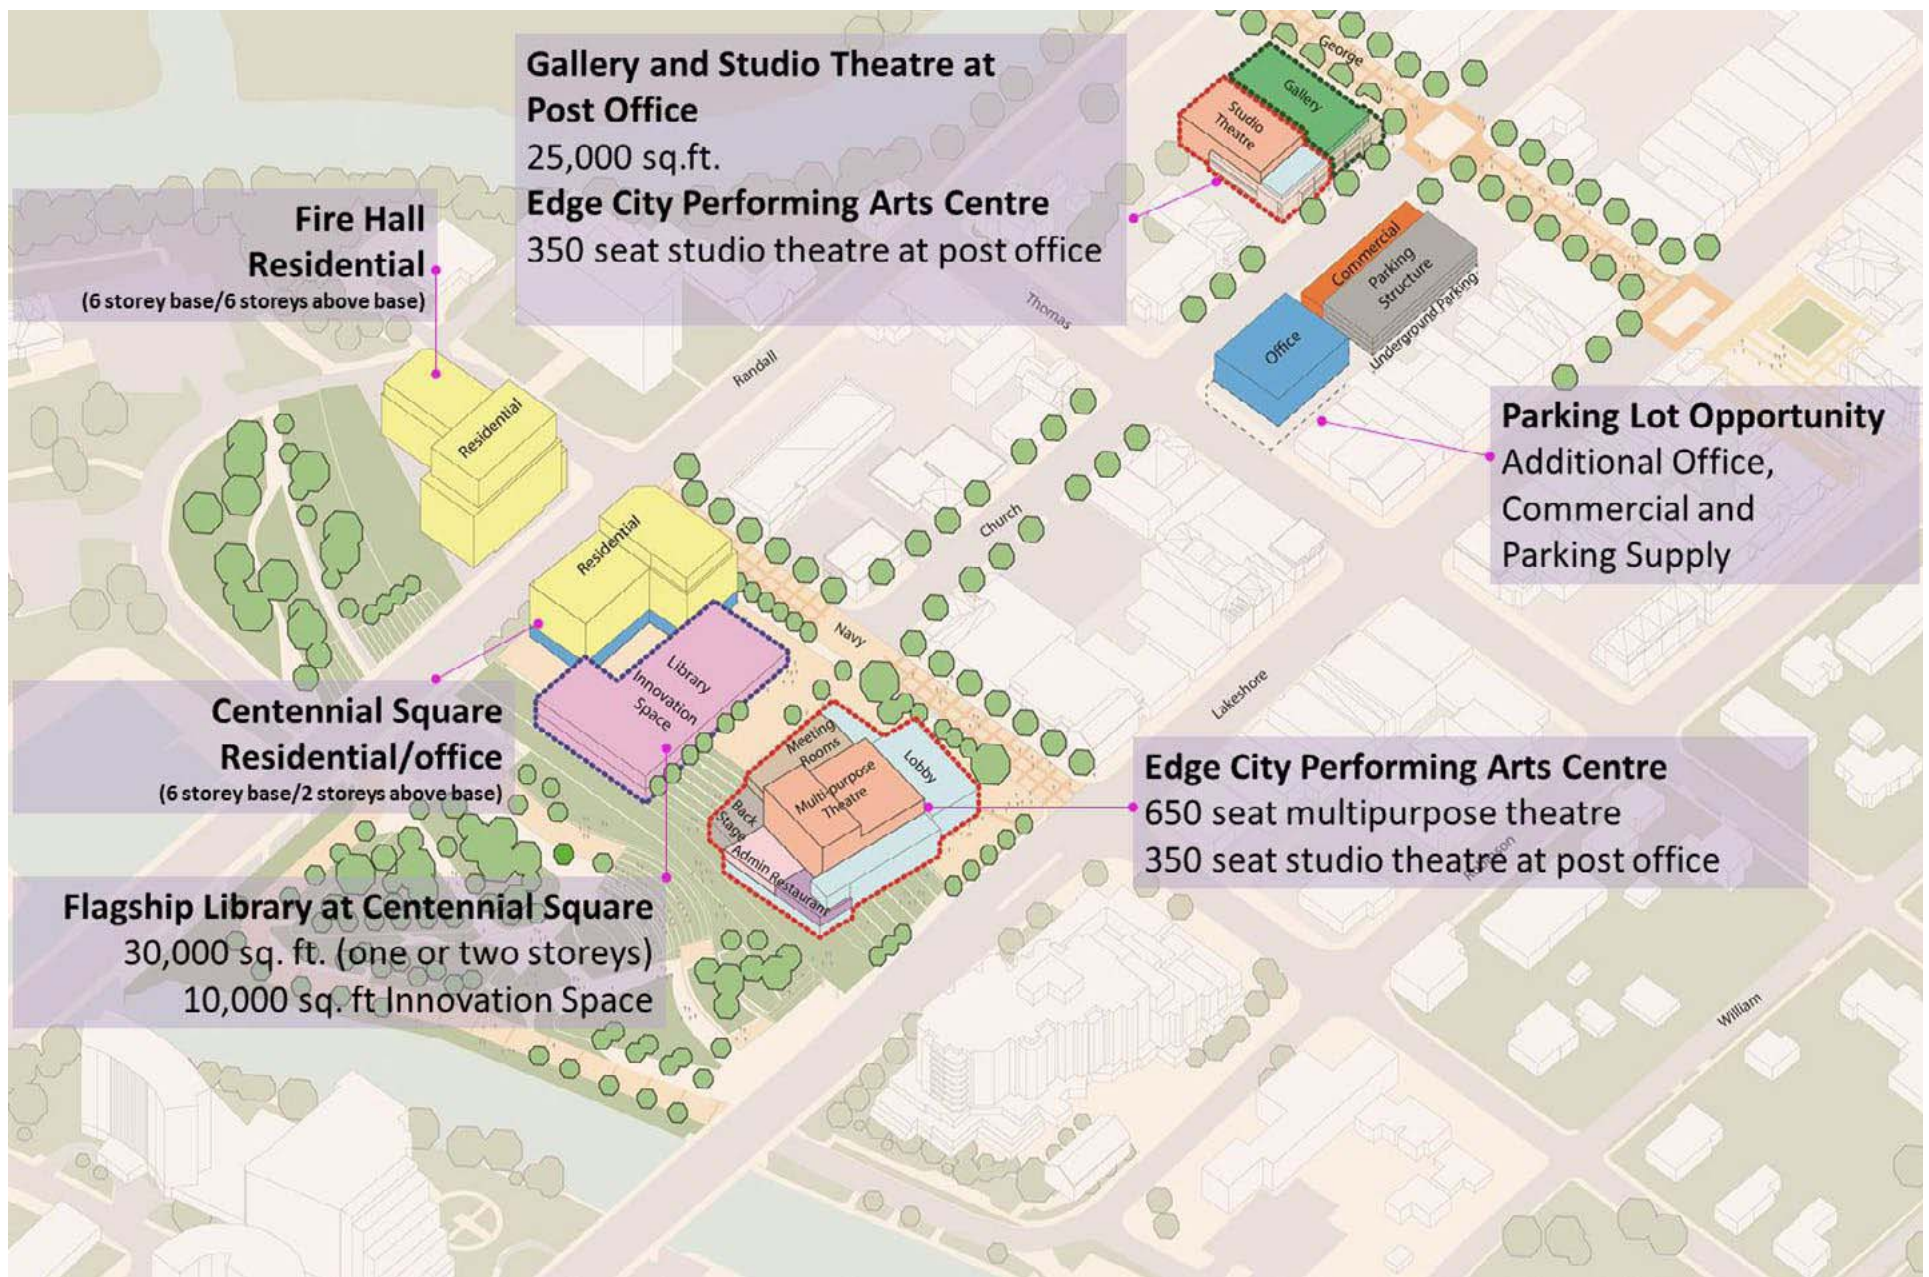 Gallery and Studio Theatre at
Post Office
25,000 sq.ft.
Edge City Performing Arts Centre
350 seat studio theatre at post office
George
Gallery
Studio
Theatre
Fire Hall
Residential
(6 storey base/6 storeys above base)
Thomas
Randall
Commercial
Parking
Structure
Underground Parking
Office
Parking Lot Opportunity
Additional Office,
Commercial and
Parking Supply
Residential
Residential
Church
Navy
Lakeshore
Library
Innovation
Space
Centennial Square
Residential/office
(6 storey base/2 storeys above base)
Meeting
Rooms
Lobby
Multi-purpose
Theatre
Back
Stage
Admin
Restaurant
Edge City Performing Arts Centre
650 seat multipurpose theatre
350 seat studio theatre at post office
Flagship Library at Centennial Square
30,000 sq. ft. (one or two storeys)
10,000 sq. ft Innovation Space
William